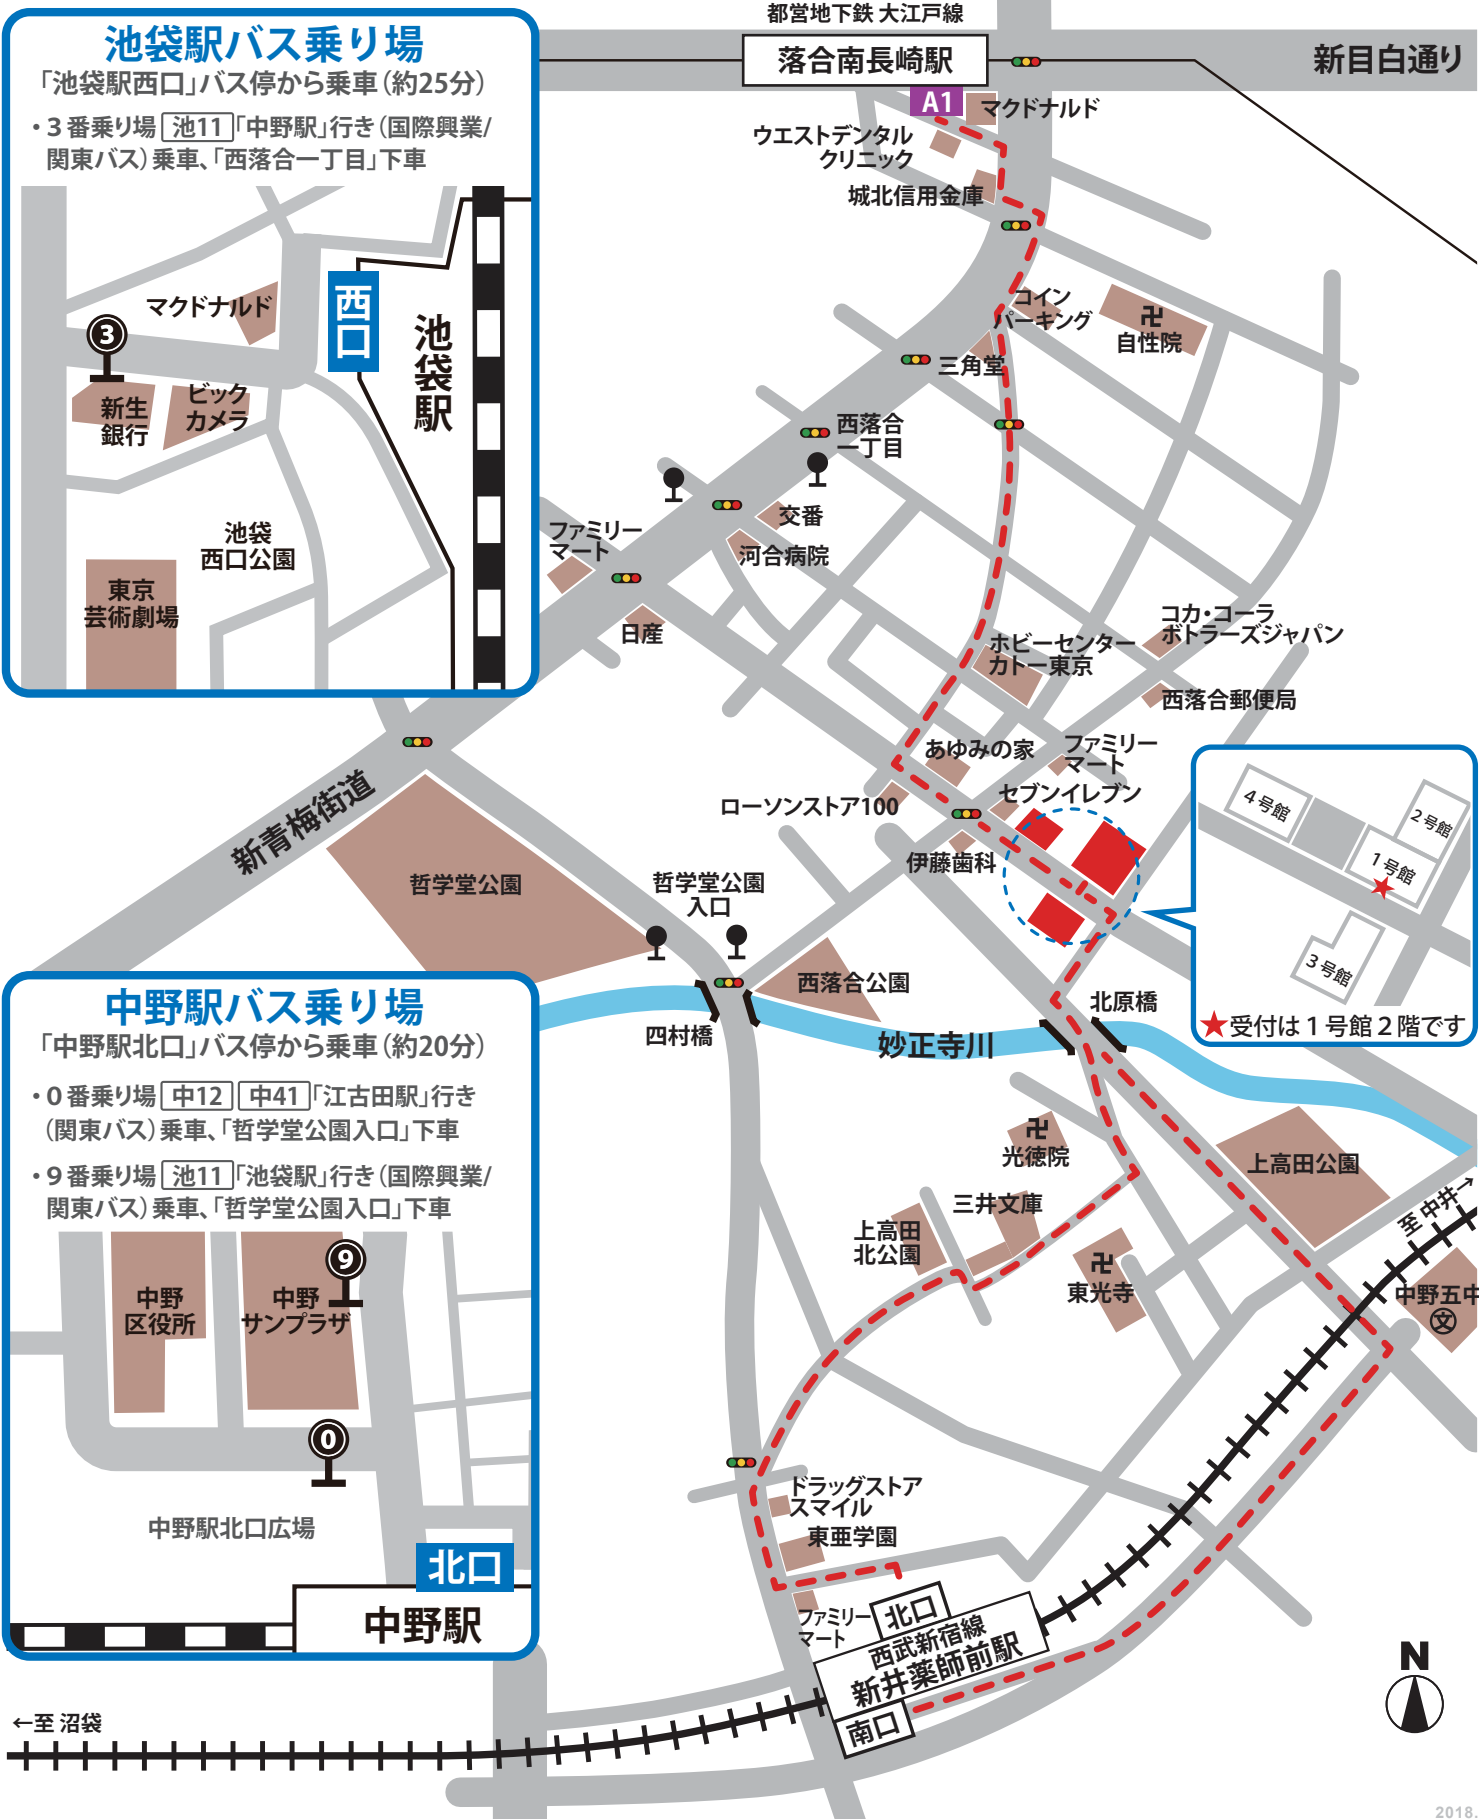 池袋駅バス乗り場
「池袋駅西口」バス停から乗車（約25分）
・3番乗り場 池11「中野駅」行き（国際興業/
関東バス）乗車、「西落合一丁目」下車
マクドナルド
3
西口
池袋駅
新生
銀行
ビック
カメラ
池袋
西口公園
東京
芸術劇場
都営地下鉄 大江戸線
落合南長崎駅
新目白通り
A1
マクドナルド
ウエストデンタル
クリニック
城北信用金庫
コイン
パーキング
卍
自性院
三角堂
西落合
一丁目
交番
河合病院
ファミリー
マート
日産
コカ・コーラ
ボトラーズジャパン
ホビーセンター
カトー東京
西落合郵便局
あゆみの家
ファミリー
マート
セブンイレブン
ローソンストア100
伊藤歯科
新青梅街道
哲学堂公園
哲学堂公園
入口
西落合公園
四村橋
妙正寺川
北原橋
4号館
2号館
1号館
3号館
★受付は1号館2階です
中野駅バス乗り場
「中野駅北口」バス停から乗車（約20分）
・0番乗り場 中12 中41「江古田駅」行き
（関東バス）乗車、「哲学堂公園入口」下車
・9番乗り場 池11「池袋駅」行き（国際興業/
関東バス）乗車、「哲学堂公園入口」下車
中野
区役所
中野
サンプラザ
9
0
中野駅北口広場
北口
中野駅
卍
光徳院
上高田公園
至 中井→
三井文庫
上高田
北公園
卍
東光寺
中野五中
文
ドラッグストア
スマイル
東亜学園
ファミリー
マート
北口
西武新宿線
新井薬師前駅
南口
←至 沼袋
N
2018.